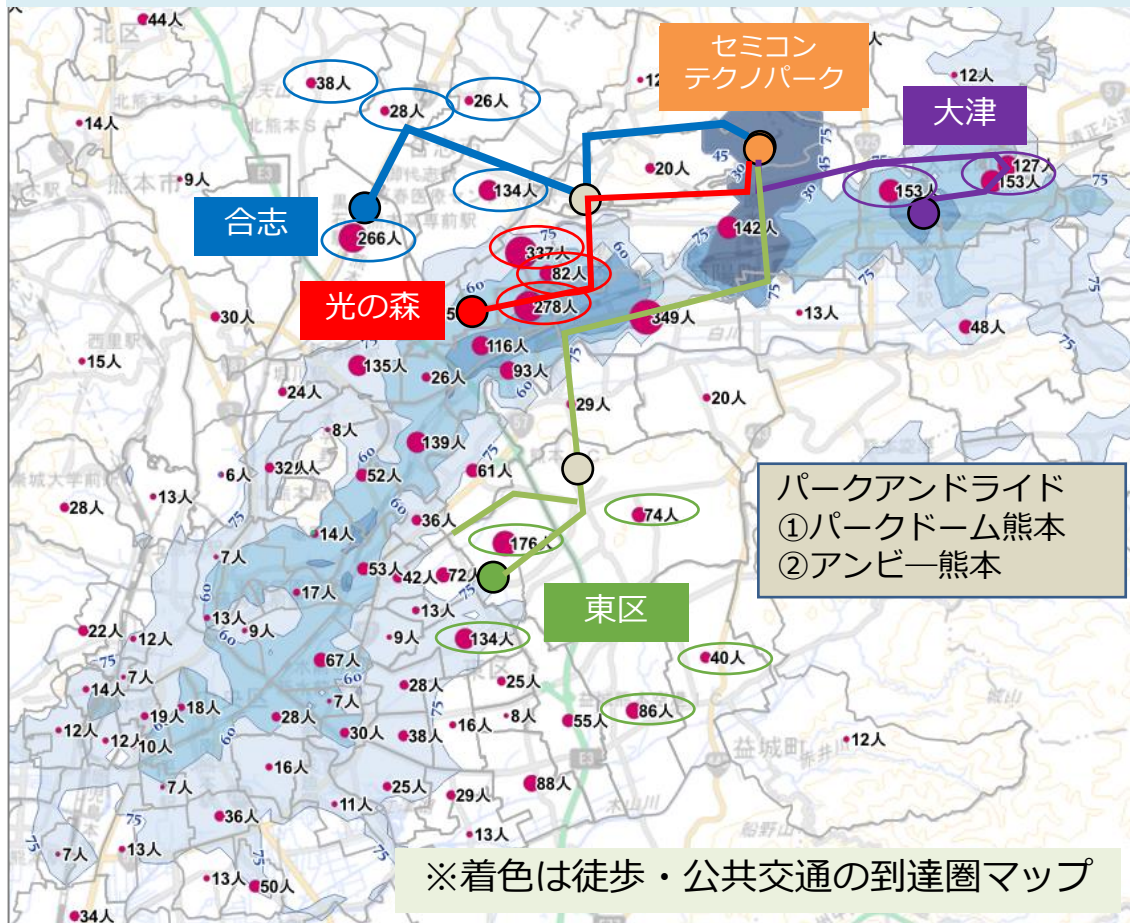 44人
北区
セミコン
テクノパーク
38人
28人
26人
12人
大津
14人
北熊本SIC
9人
熊本市
134人
20人
127人
153人
153人
合志
266人
142人
337人
82人
278人
光の森
349人
30人
15人
13人
48人
116人
135人
26人
93人
24人
29人
20人
8人
139人
6人
52人
61人
13人
28人
14人
36人
74人
176人
パークアンドライド
①パークドーム熊本
②アンビ―熊本
7人
53人
42人
72人
17人
13人
13人
東区
22人
12人
9人
9人
134人
67人
40人
7人
14人
28人
25人
18人
19人
7人
28人
86人
12人
12人
10人
30人
38人
16人
8人
55人
益城町
12人
16人
7人
25人
88人
29人
11人
36人
木山川
13人
7人
13人
船野山
13人
50人
34人
※着色は徒歩・公共交通の到達圏マップ